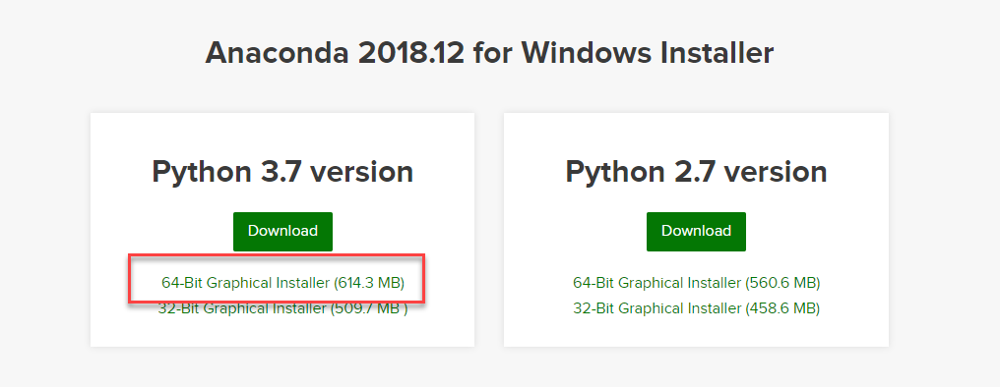 Anaconda 2018.12 for Windows Installer
Python 3.7 version
Download
64-Bit Graphical Installer (614.3 MB)
32-Bit Graphical Installer (509.7 MB )
Python 2.7 version
Download
64-Bit Graphical Installer (560.6 MB)
32-Bit Graphical Installer (458.6 MB)